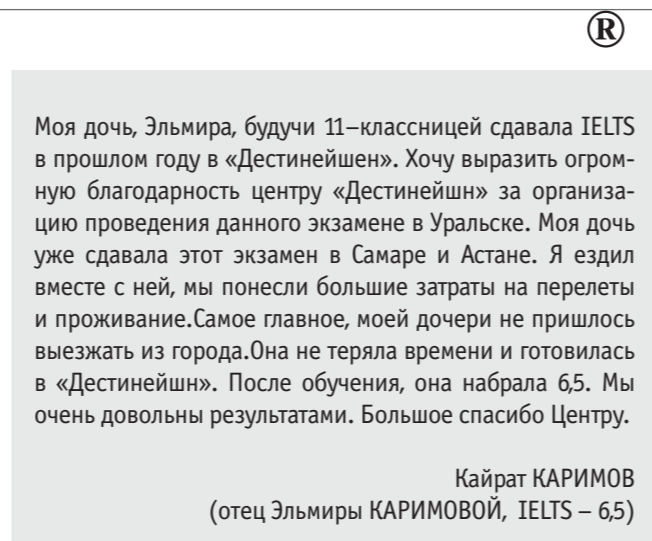 ®
Моя дочь, Эльмира, будучи 11–классницей сдавала IELTS
в прошлом году в «Дестинейшен». Хочу выразить огром-
ную благодарность центру «Дестинейшн» за организа-
цию проведения данного экзамене в Уральске. Моя дочь
уже сдавала этот экзамен в Самаре и Астане. Я ездил
вместе с ней, мы понесли большие затраты на перелеты
и проживание.Самое главное, моей дочери не пришлось
выезжать из города.Она не теряла времени и готовилась
в «Дестинейшн». После обучения, она набрала 6,5. Мы
очень довольны результатами. Большое спасибо Центру.
Кайрат КАРИМОВ
(отец Эльмиры КАРИМОВОЙ, IELTS – 6,5)